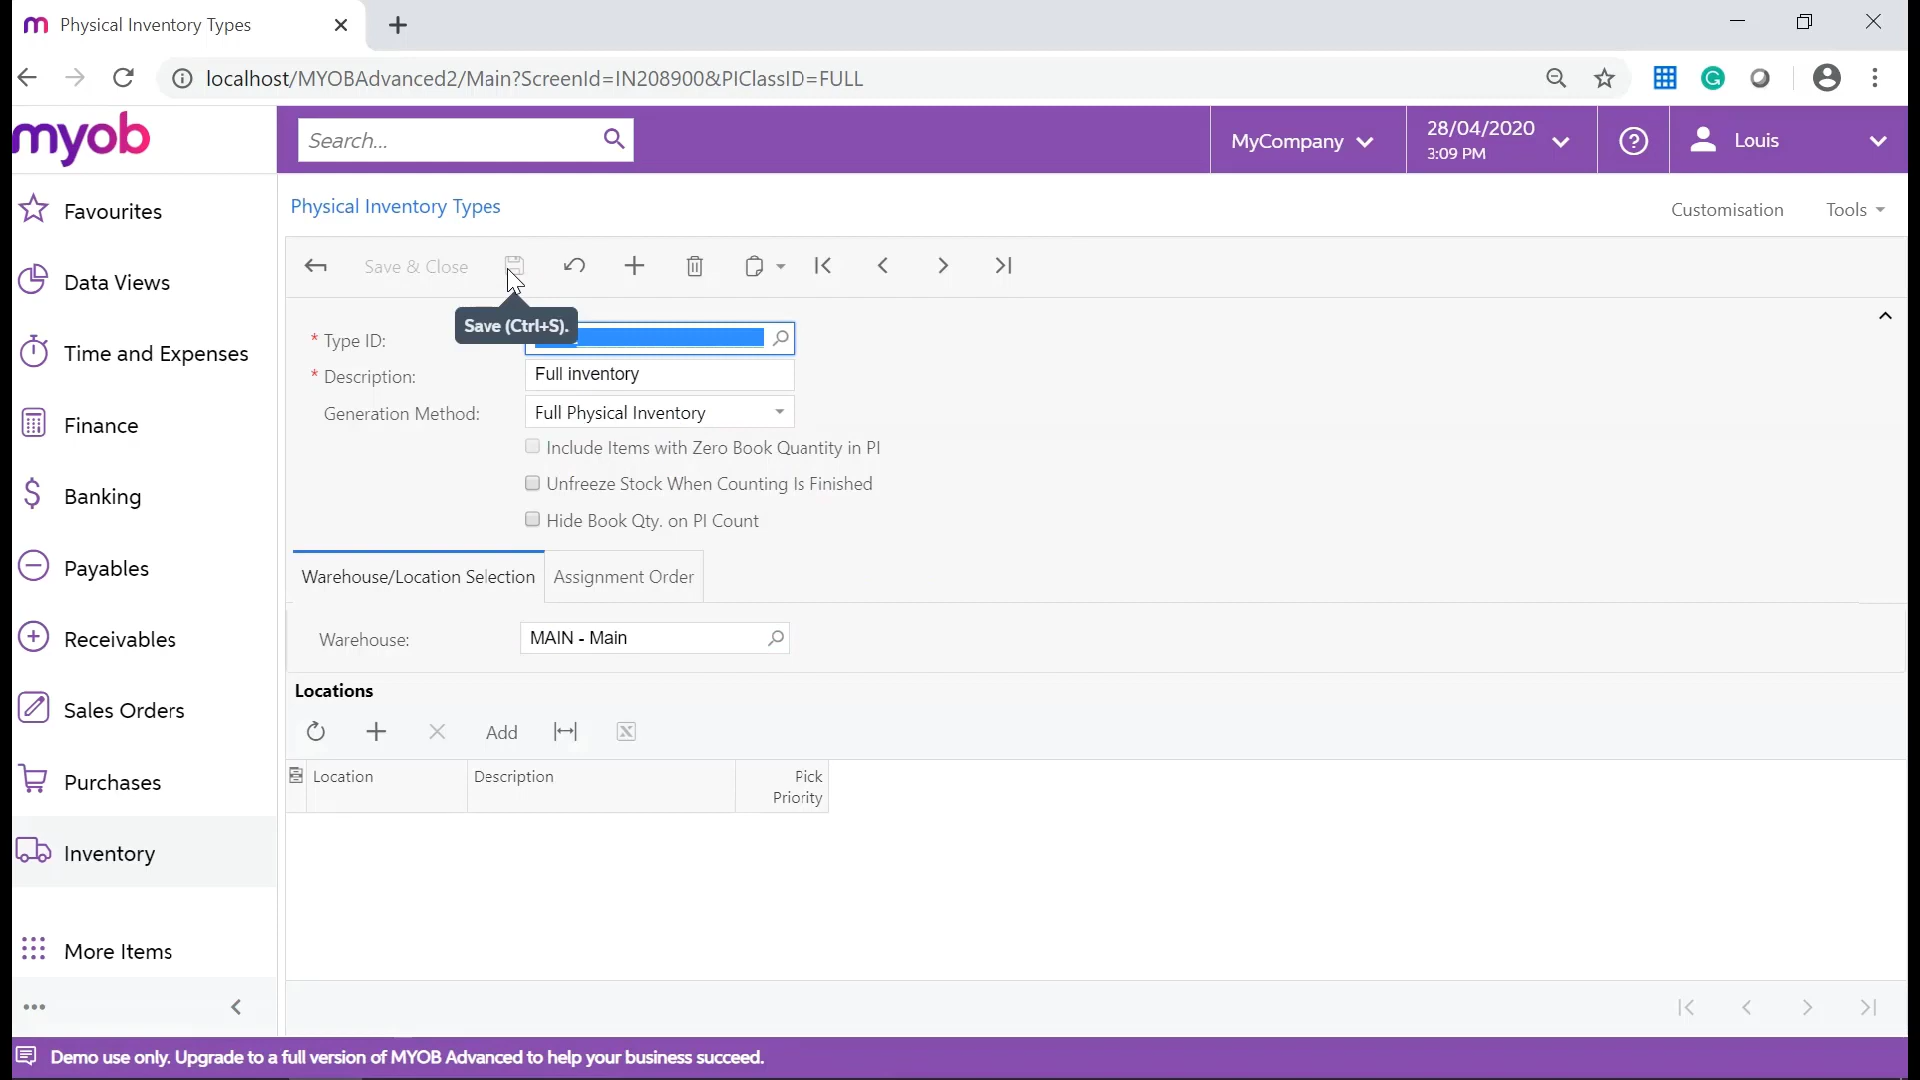 Physical Inventory Types
localhost/MYOBAdvanced2/Main?ScreenId=IN208900&PIClassID=FULL
myob
Search...
MyCompany
28/04/2020
3:09 PM
Louis
Favourites
Data Views
Time and Expenses
Finance
Banking
Payables
Receivables
Sales Orders
Purchases
Inventory
More Items
Physical Inventory Types
Customisation
Tools
Save & Close
Save (Ctrl+S).
* Type ID:
* Description:
Full inventory
Generation Method:
Full Physical Inventory
Include Items with Zero Book Quantity in PI
Unfreeze Stock When Counting Is Finished
Hide Book Qty. on PI Count
Warehouse/Location Selection
Assignment Order
Warehouse:
MAIN - Main
Locations
Add
Location
Description
Pick
Priority
Demo use only. Upgrade to a full version of MYOB Advanced to help your business succeed.